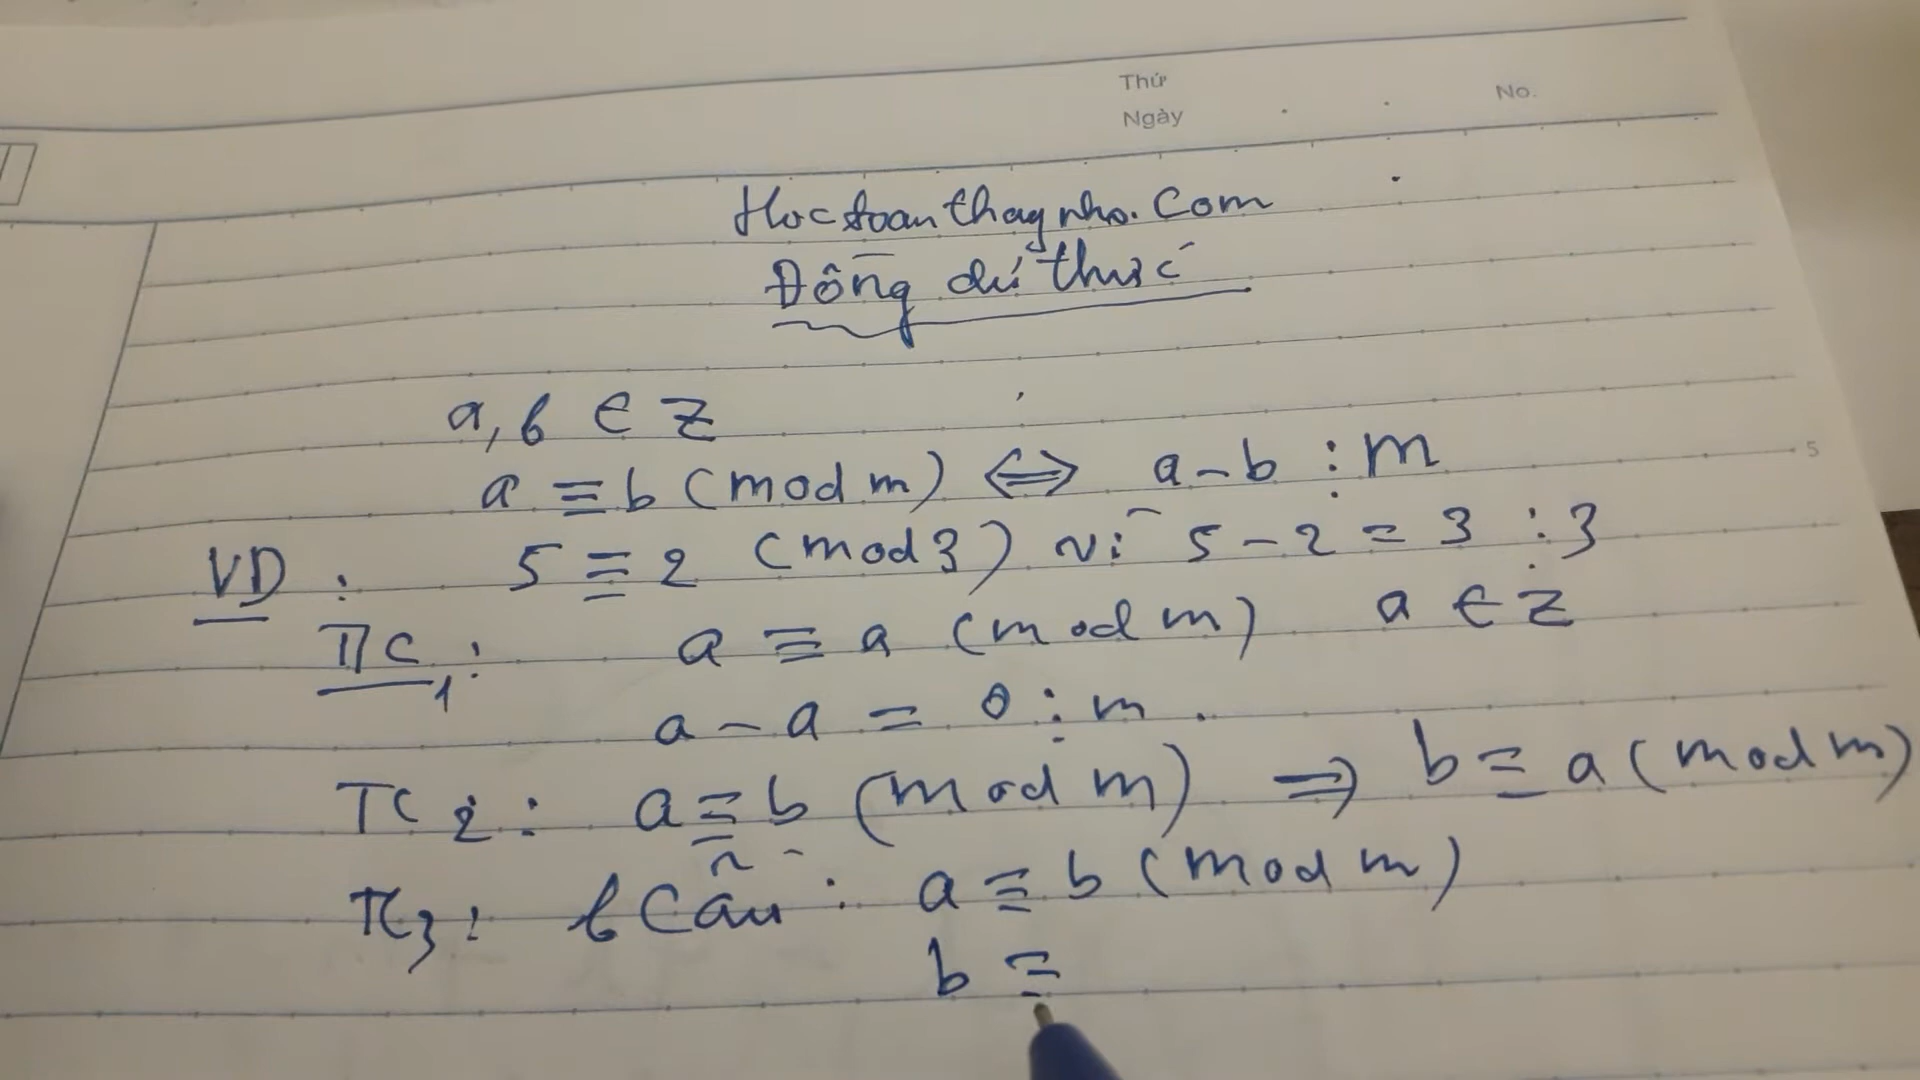 Thứ
Ngày
No.
Hoctoanthaynho.Com
Đồng dư thức
a, b ∈ Z
a ≡ b (mod m) ⇔ a - b ⋮ m
5
VD : 5 ≡ 2 (mod 3) vì 5 - 2 = 3 ⋮ 3
TC1 : a ≡ a (mod m) a ∈ Z
a - a = 0 ⋮ m .
TC2 : a ≡ b (mod m) ⇒ b ≡ a (mod m)
TC3 : a ≡ b (mod m)
b ≡